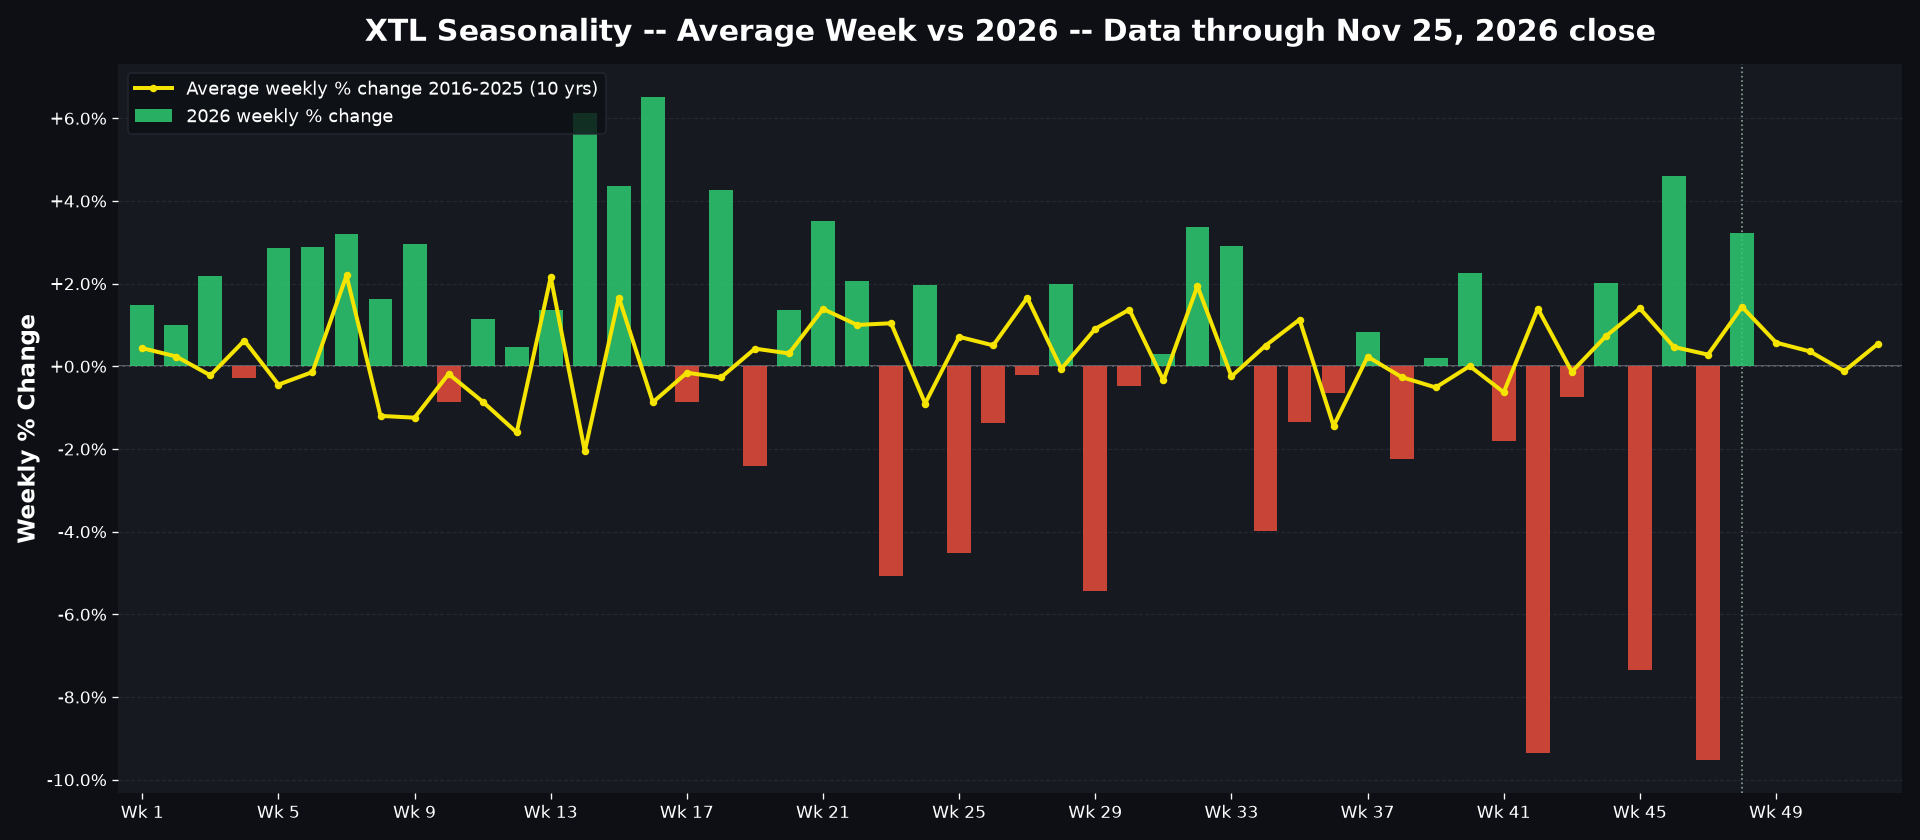 XTL Seasonality -- Average Week vs 2026 -- Data through Nov 25, 2026 close
Average weekly % change 2016-2025 (10 yrs)
2026 weekly % change
Weekly % Change
+6.0%
+4.0%
+2.0%
+0.0%
-2.0%
-4.0%
-6.0%
-8.0%
-10.0%
Wk 1 Wk 5 Wk 9 Wk 13 Wk 17 Wk 21 Wk 25 Wk 29 Wk 33 Wk 37 Wk 41 Wk 45 Wk 49